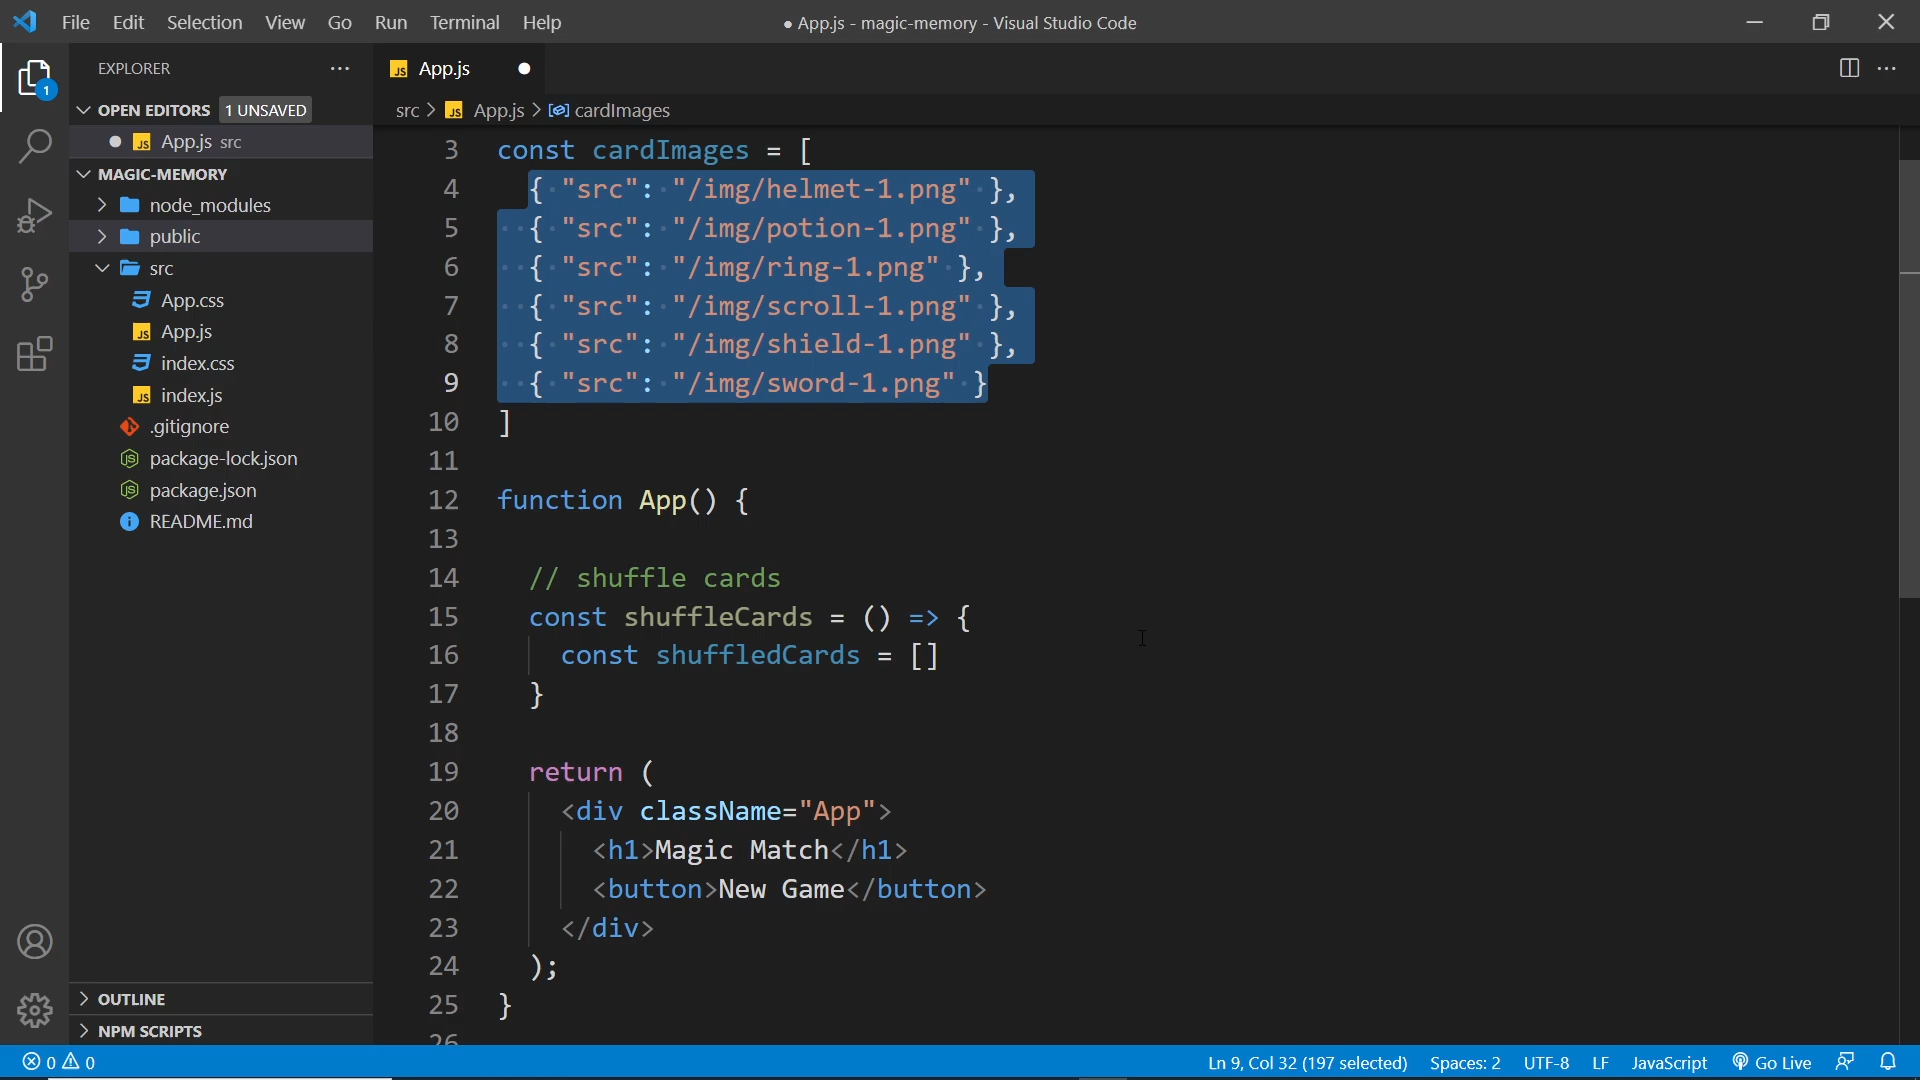 File Edit Selection View Go Run Terminal Help
● App.js - magic-memory - Visual Studio Code
EXPLORER
OPEN EDITORS 1 UNSAVED
JS App.js src
MAGIC-MEMORY
node_modules
public
src
App.css
JS App.js
index.css
JS index.js
.gitignore
package-lock.json
package.json
README.md
OUTLINE
NPM SCRIPTS
1
JS App.js
src > JS App.js > cardImages
3 const cardImages = [
4 { "src": "/img/helmet-1.png" },
5 { "src": "/img/potion-1.png" },
6 { "src": "/img/ring-1.png" },
7 { "src": "/img/scroll-1.png" },
8 { "src": "/img/shield-1.png" },
9 { "src": "/img/sword-1.png" }
10 ]
11
12 function App() {
13
14 // shuffle cards
15 const shuffleCards = () => {
16 const shuffledCards = []
17 }
18
19 return (
20 <div className="App">
21 <h1>Magic Match</h1>
22 <button>New Game</button>
23 </div>
24 );
25 }
26
0 0
Ln 9, Col 32 (197 selected) Spaces: 2 UTF-8 LF JavaScript Go Live